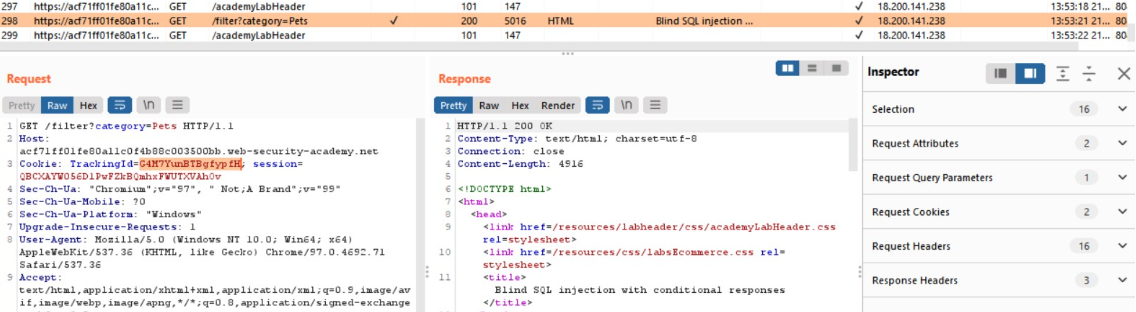 297 https://acf71ff01fe80a11c... GET /academyLabHeader 101 147 ✓ 18.200.141.238 13:53:18 21... 80
298 https://acf71ff01fe80a11c... GET /filter?category=Pets ✓ 200 5016 HTML Blind SQL injection ... ✓ 18.200.141.238 13:53:21 21... 80
299 https://acf71ff01fe80a11c... GET /academyLabHeader 101 147 ✓ 18.200.141.238 13:53:22 21... 80
Request
Pretty Raw Hex \n
1 GET /filter?category=Pets HTTP/1.1
2 Host:
acf71ff01fe80a11c0f4b88c003500bb.web-security-academy.net
3 Cookie: TrackingId=G4M7YunBTBgfypfH; session=
QBCXAYW056D1PwFZkBQmhxFWUTXVAh0v
4 Sec-Ch-Ua: "Chromium";v="97", " Not;A Brand";v="99"
5 Sec-Ch-Ua-Mobile: ?0
6 Sec-Ch-Ua-Platform: "Windows"
7 Upgrade-Insecure-Requests: 1
8 User-Agent: Mozilla/5.0 (Windows NT 10.0; Win64; x64)
AppleWebKit/537.36 (KHTML, like Gecko) Chrome/97.0.4692.71
Safari/537.36
9 Accept:
text/html,application/xhtml+xml,application/xml;q=0.9,image/av
if,image/webp,image/apng,*/*;q=0.8,application/signed-exchange
Response
Pretty Raw Hex Render \n
1 HTTP/1.1 200 OK
2 Content-Type: text/html; charset=utf-8
3 Connection: close
4 Content-Length: 4916
5
6 <!DOCTYPE html>
7 <html>
8 <head>
9 <link href=/resources/labheader/css/academyLabHeader.css
rel=stylesheet>
10 <link href=/resources/css/labsEcommerce.css rel=
stylesheet>
11 <title>
Blind SQL injection with conditional responses
</title>
Inspector
Selection 16
Request Attributes 2
Request Query Parameters 1
Request Cookies 2
Request Headers 16
Response Headers 3